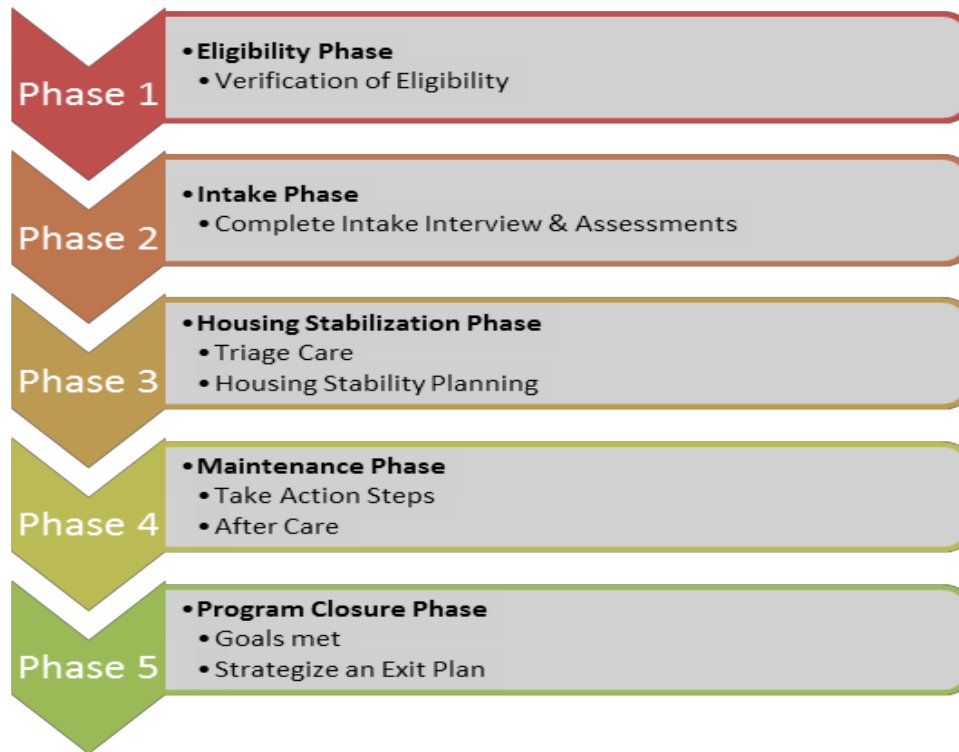 Phase 1
•Eligibility Phase
•Verification of Eligibility
Phase 2
•Intake Phase
•Complete Intake Interview & Assessments
Phase 3
•Housing Stabilization Phase
•Triage Care
•Housing Stability Planning
Phase 4
•Maintenance Phase
•Take Action Steps
•After Care
Phase 5
•Program Closure Phase
•Goals met
•Strategize an Exit Plan